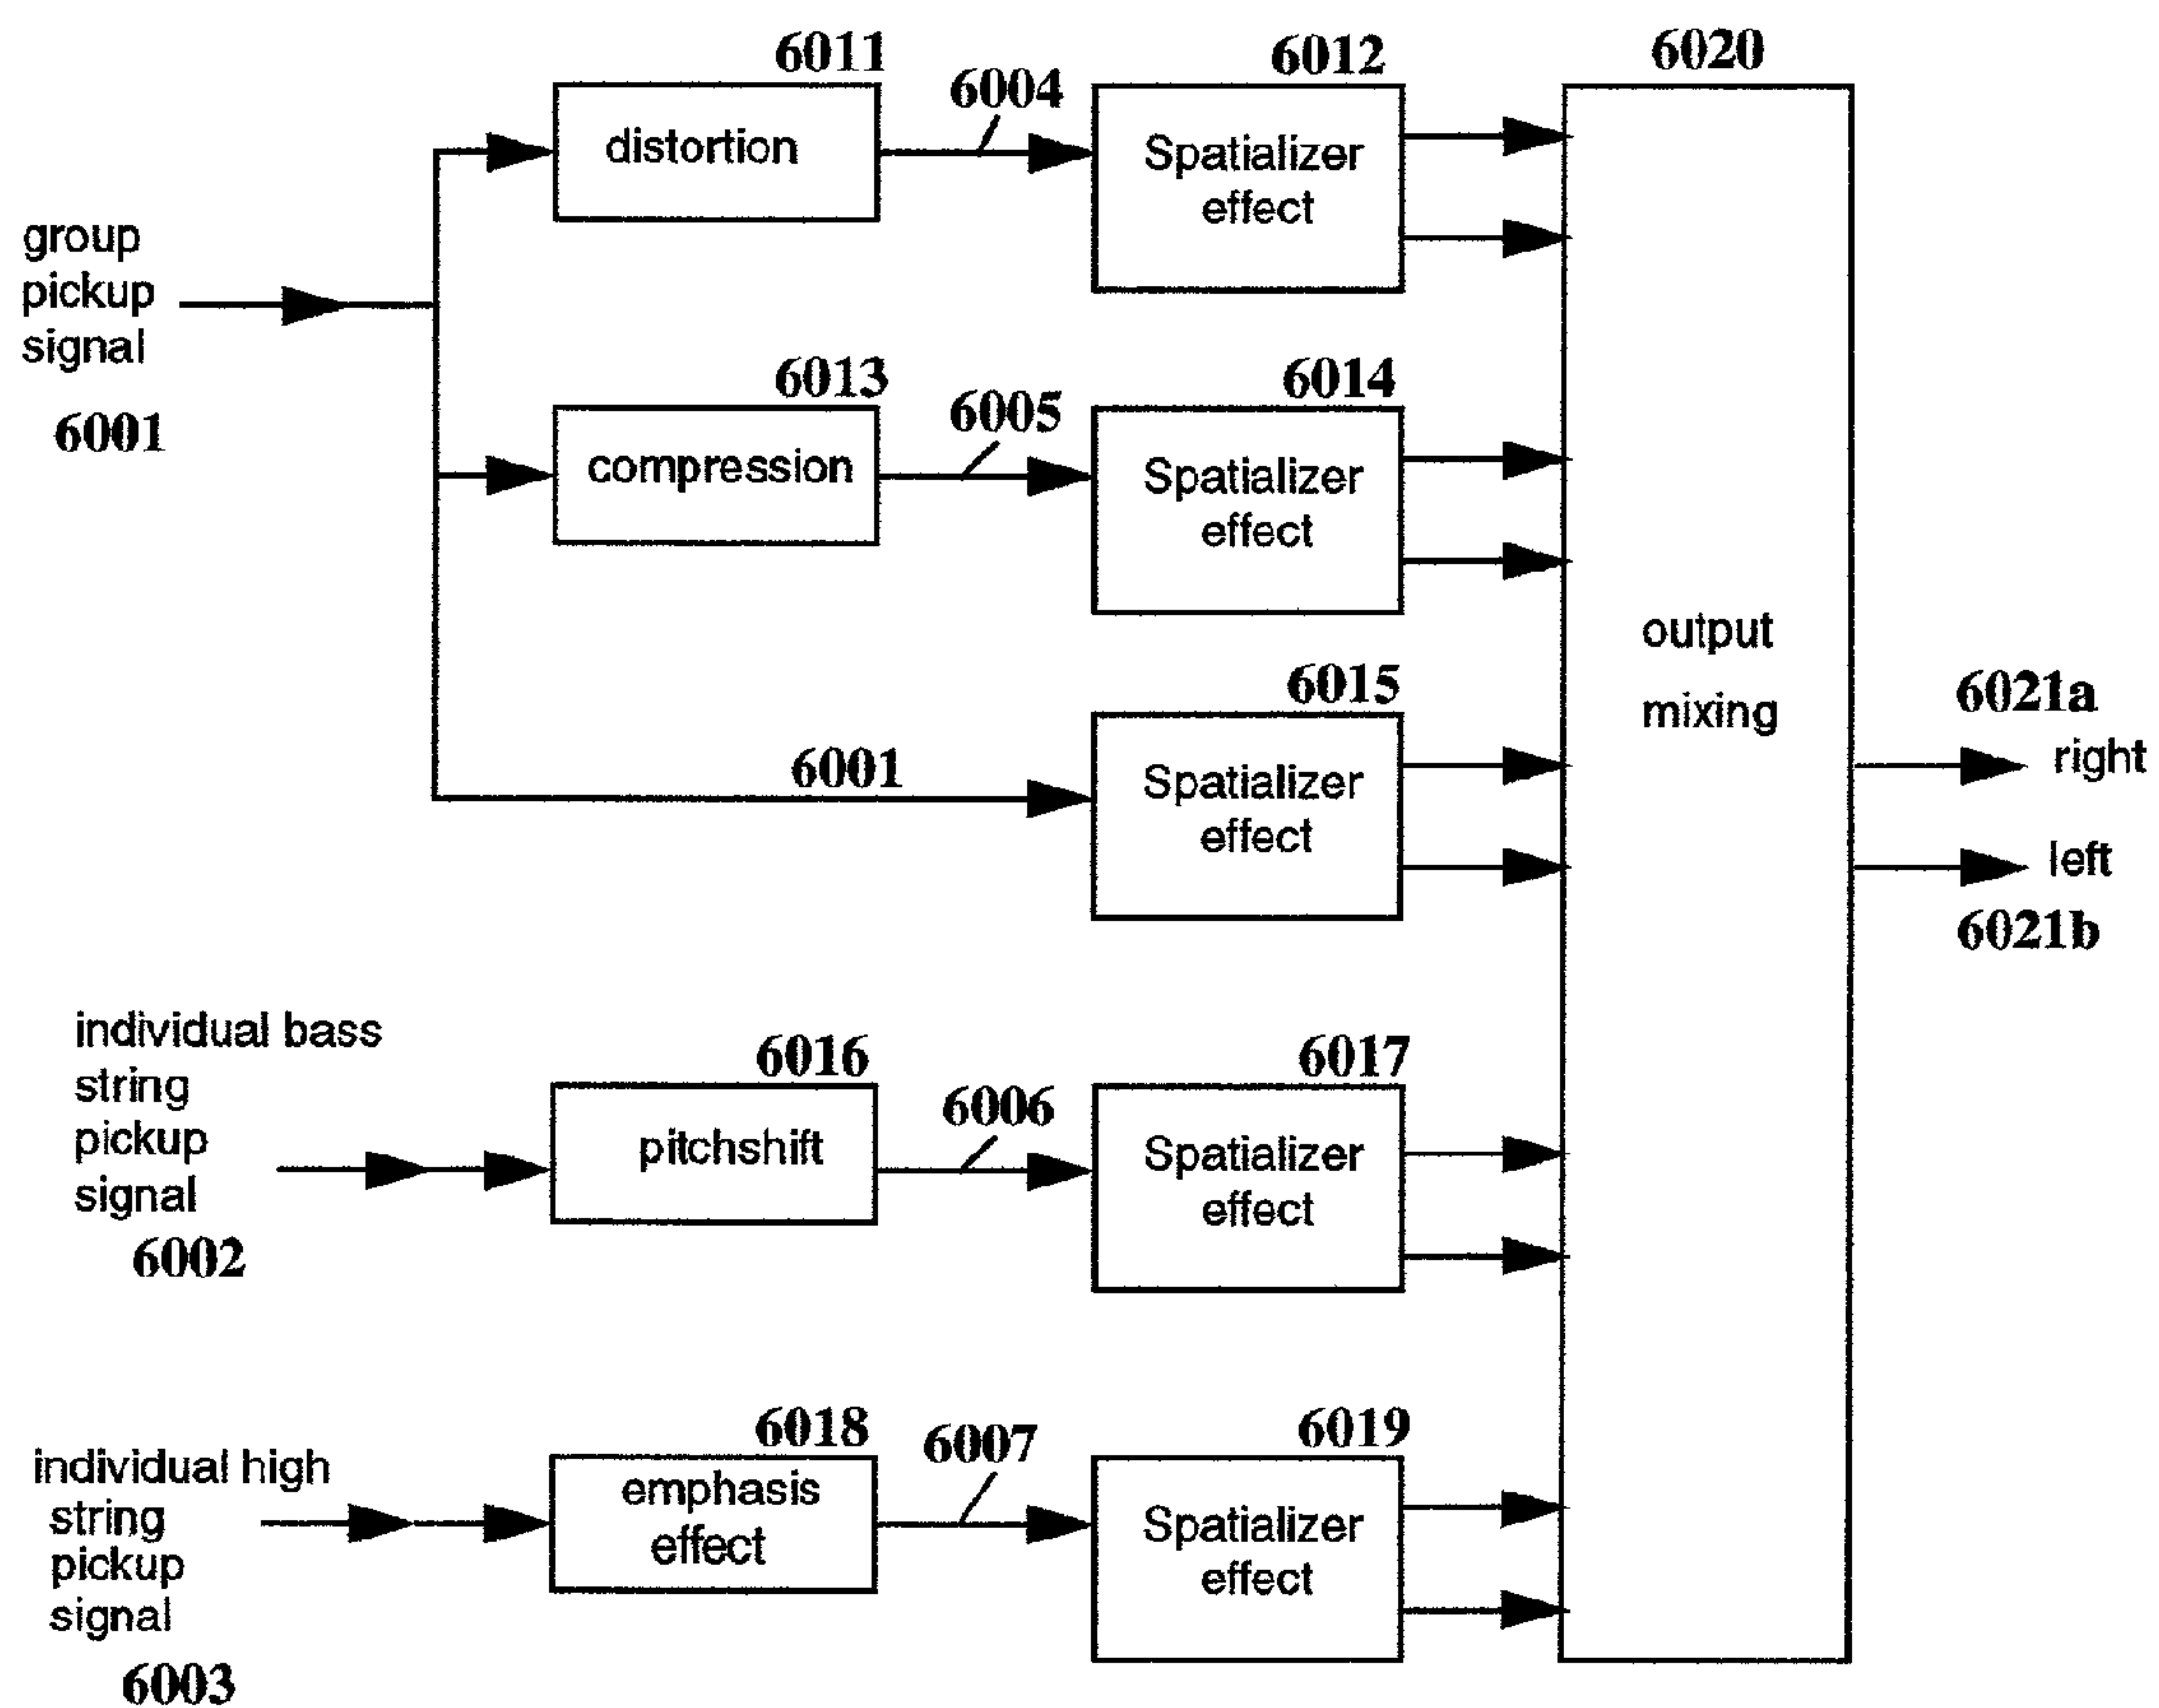 6011
6004
6012
6020
distortion
Spatializer
effect
group
pickup
signal
6001
6013
6005
6014
compression
Spatializer
effect
output
mixing
6015
6001
Spatializer
effect
6021a
right
left
6021b
individual bass
string
pickup
signal
6002
6016
6006
6017
pitchshift
Spatializer
effect
individual high
string
pickup
signal
6003
6018
6007
6019
emphasis
effect
Spatializer
effect